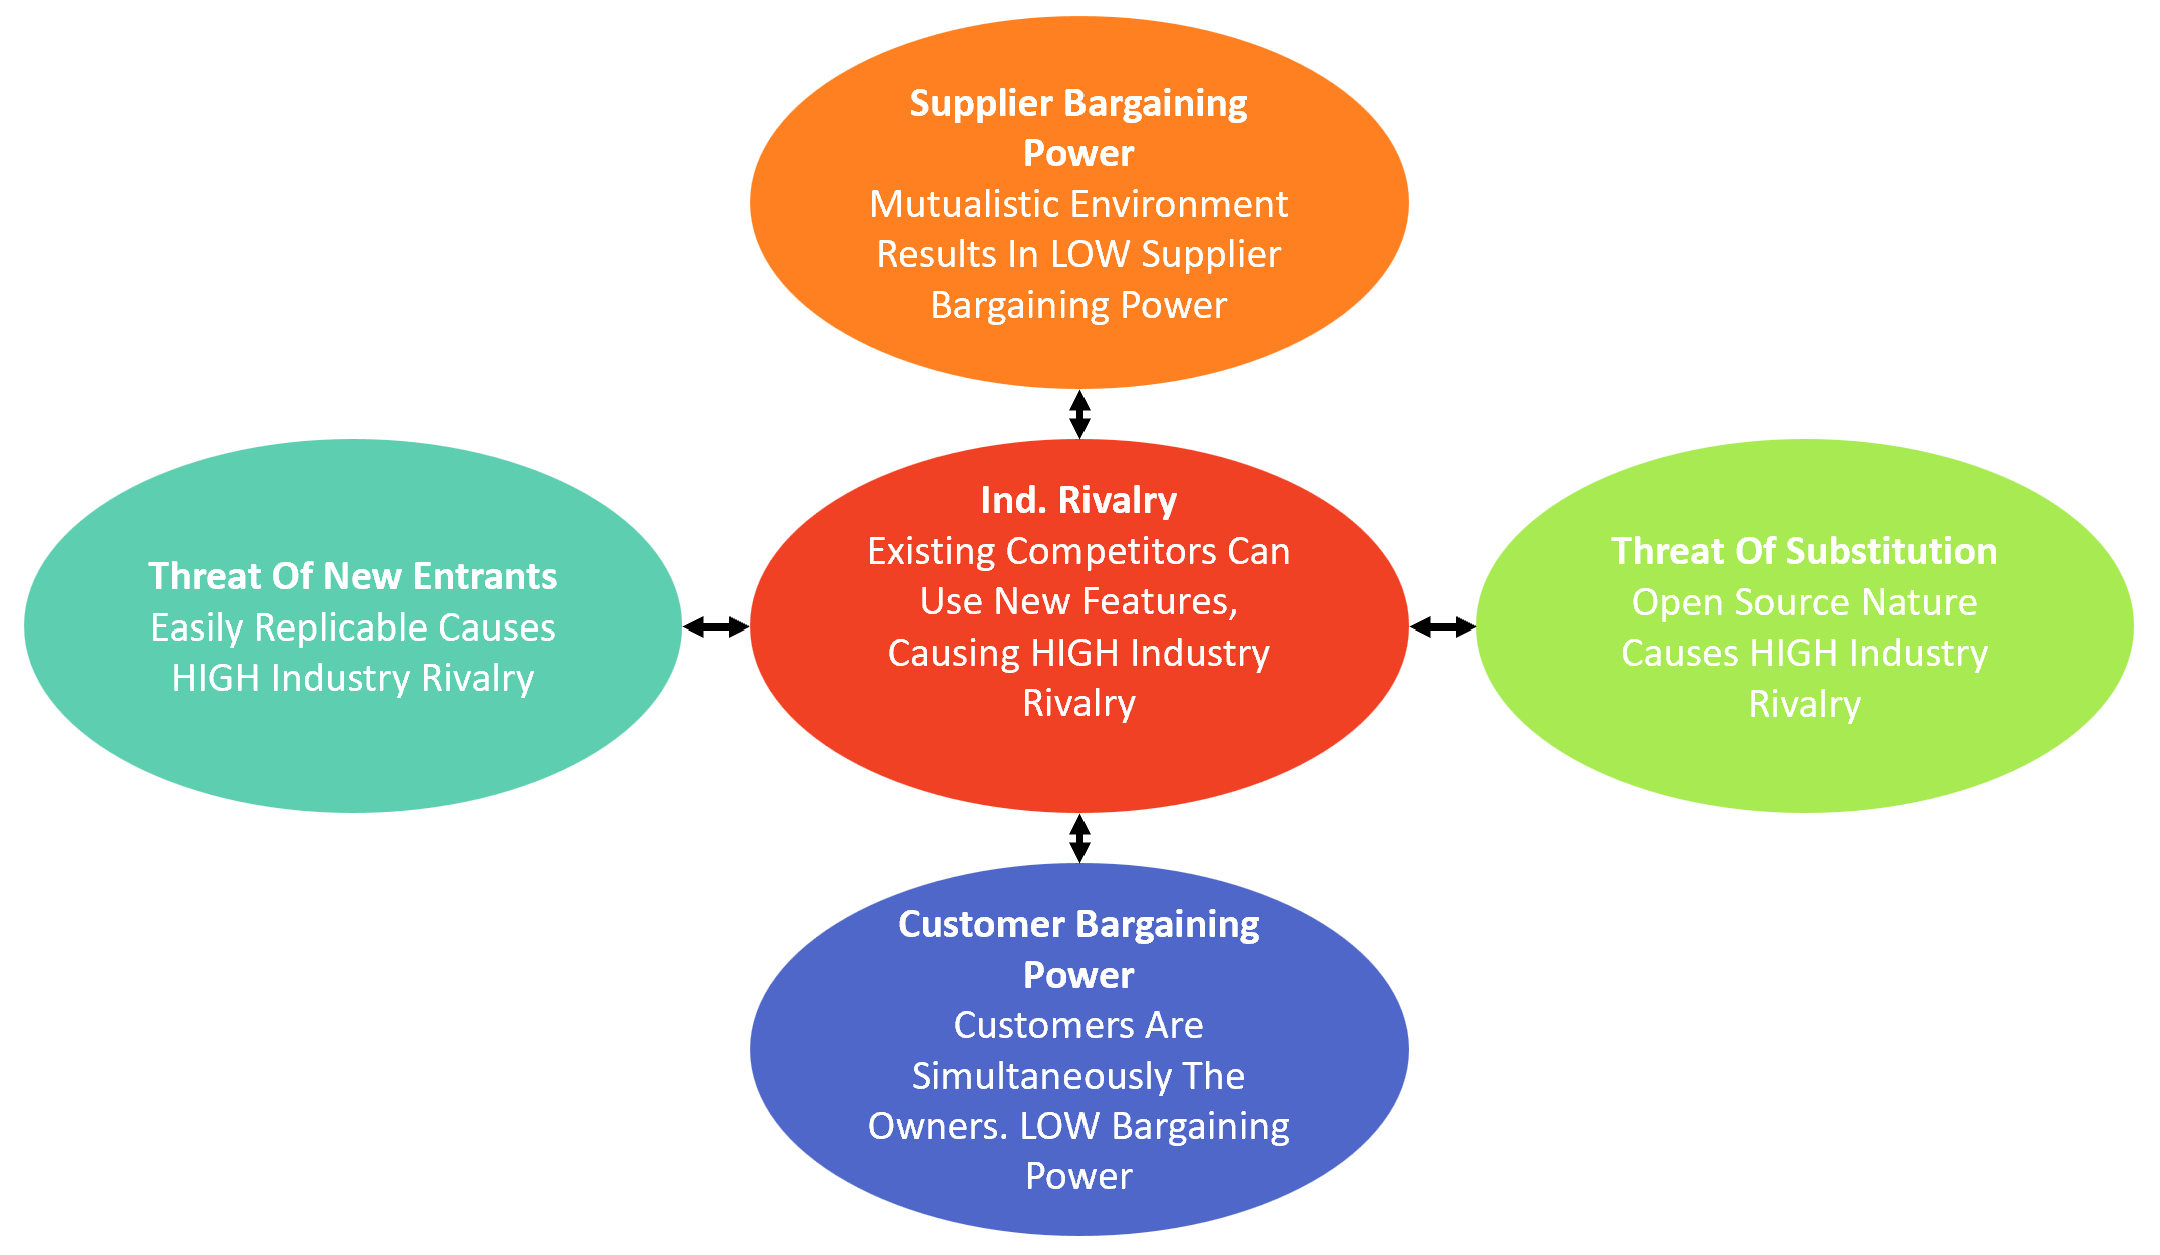 Supplier Bargaining
Power
Mutualistic Environment
Results In LOW Supplier
Bargaining Power
Threat Of New Entrants
Easily Replicable Causes
HIGH Industry Rivalry
Ind. Rivalry
Existing Competitors Can
Use New Features,
Causing HIGH Industry
Rivalry
Threat Of Substitution
Open Source Nature
Causes HIGH Industry
Rivalry
Customer Bargaining
Power
Customers Are
Simultaneously The
Owners. LOW Bargaining
Power